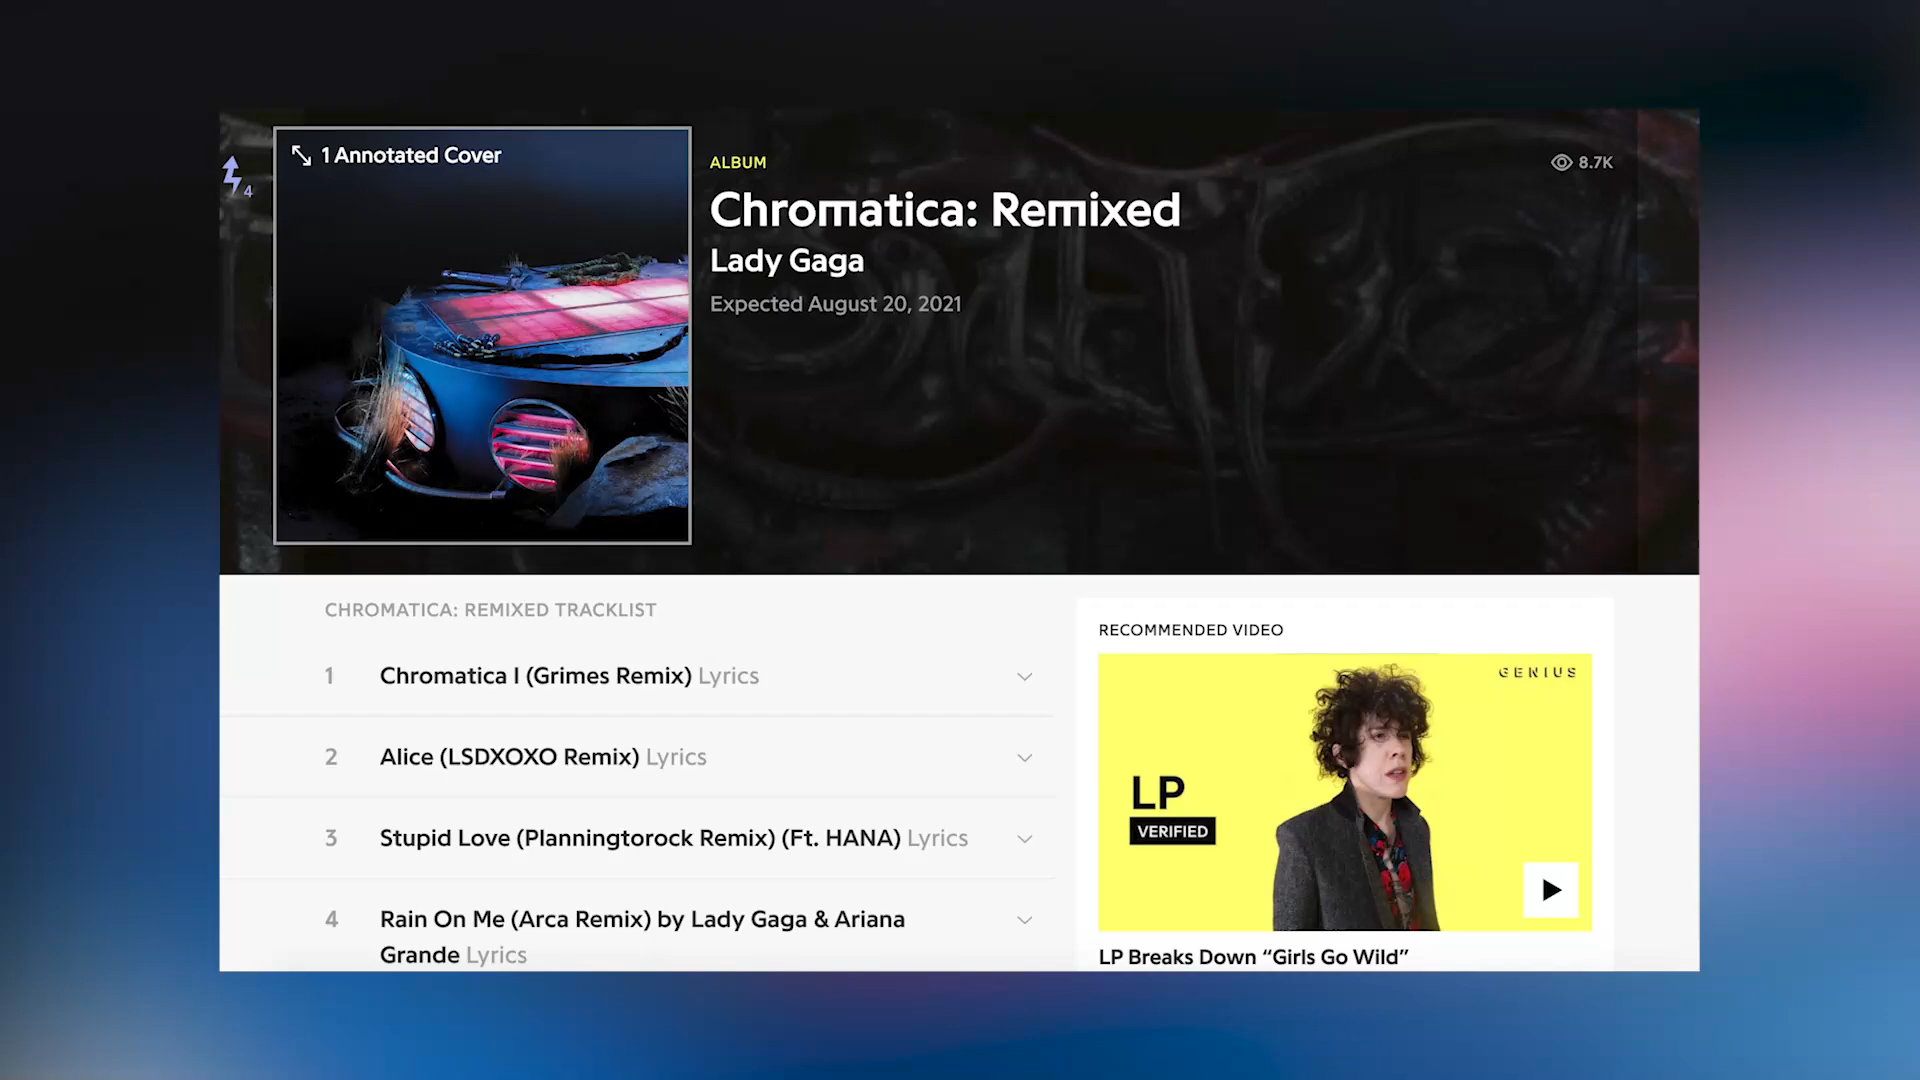 1 Annotated Cover
4
ALBUM
8.7K
Chromatica: Remixed
Lady Gaga
Expected August 20, 2021
CHROMATICA: REMIXED TRACKLIST
1 Chromatica I (Grimes Remix) Lyrics
2 Alice (LSDXOXO Remix) Lyrics
3 Stupid Love (Planningtorock Remix) (Ft. HANA) Lyrics
4 Rain On Me (Arca Remix) by Lady Gaga & Ariana
Grande Lyrics
RECOMMENDED VIDEO
GENIUS
LP
VERIFIED
LP Breaks Down “Girls Go Wild”